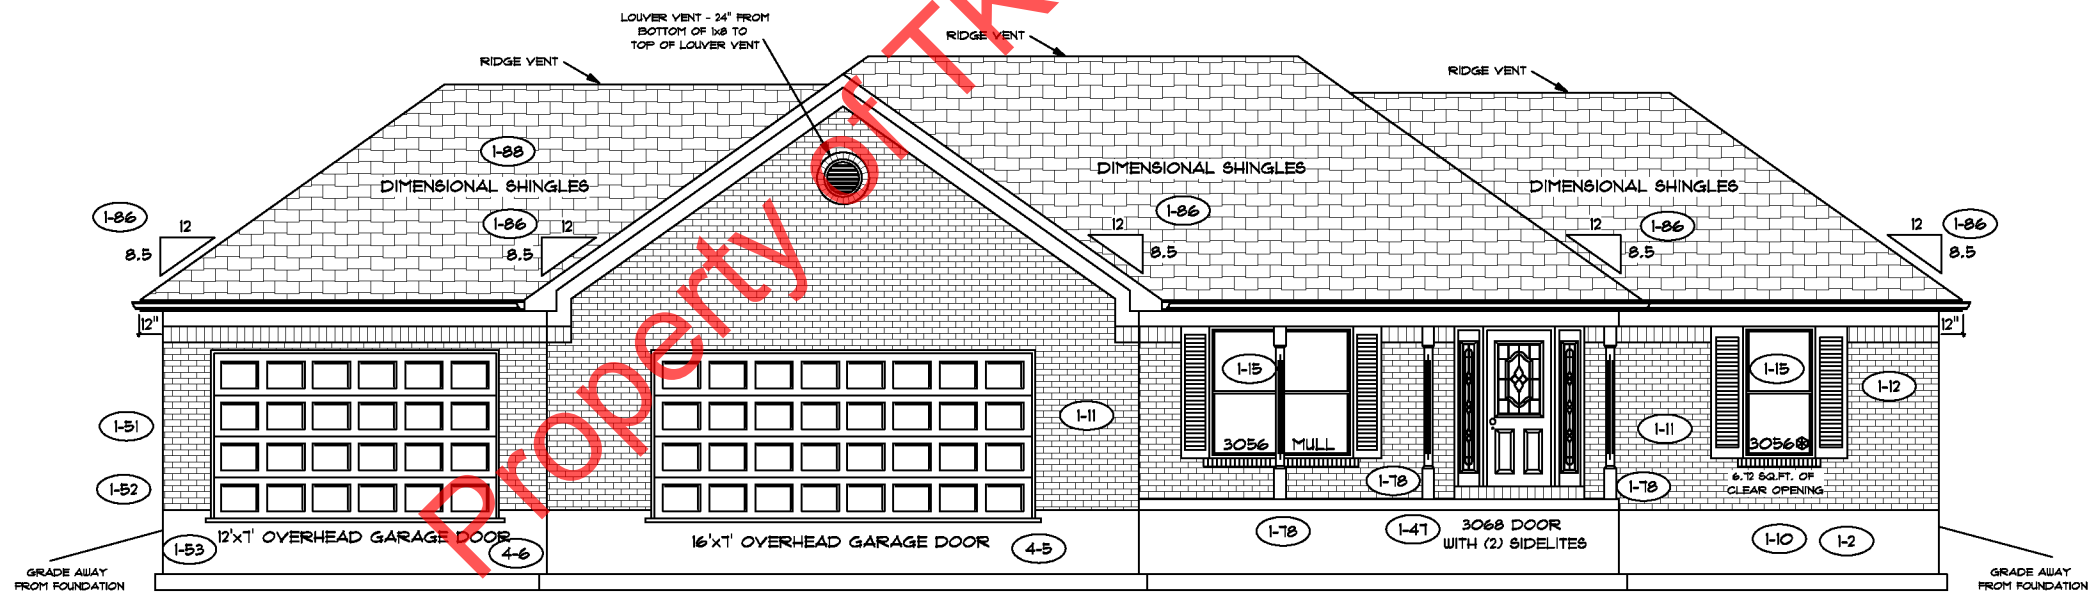 LOUVER VENT - 24" FROM
BOTTOM OF 1x8 TO
TOP OF LOUVER VENT
RIDGE VENT
RIDGE VENT
RIDGE VENT
Property of TK
1-88
DIMENSIONAL SHINGLES
DIMENSIONAL SHINGLES
DIMENSIONAL SHINGLES
1-86
12
8.5
1-86
12
8.5
1-86
12
8.5
1-86
12
8.5
1-86
12
8.5
12"
12"
1-15
1-15
1-12
1-11
1-11
1-51
1-52
3056 MULL
3056
6.72 SQ.FT. OF
CLEAR OPENING
1-78
1-78
1-53
12'x7' OVERHEAD GARAGE DOOR
4-6
16'x7' OVERHEAD GARAGE DOOR
4-5
1-78
1-47
3068 DOOR
WITH (2) SIDELITES
1-10
1-2
GRADE AWAY
FROM FOUNDATION
GRADE AWAY
FROM FOUNDATION